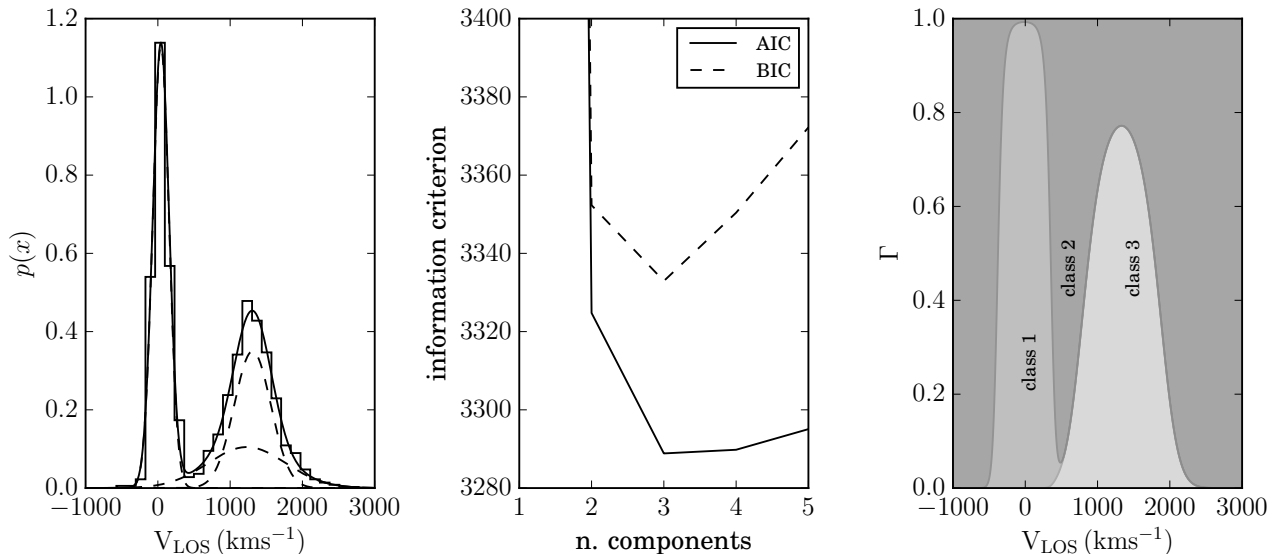 1.2
1.0
0.8
0.6
0.4
0.2
0.0
p(x)
−1000 0 1000 2000 3000
V_LOS (kms⁻¹)
3400
3380
3360
3340
3320
3300
3280
information criterion
AIC
BIC
1 2 3 4 5
n. components
1.0
0.8
0.6
0.4
0.2
0.0
Γ
class 1
class 2
class 3
−1000 0 1000 2000 3000
V_LOS (kms⁻¹)